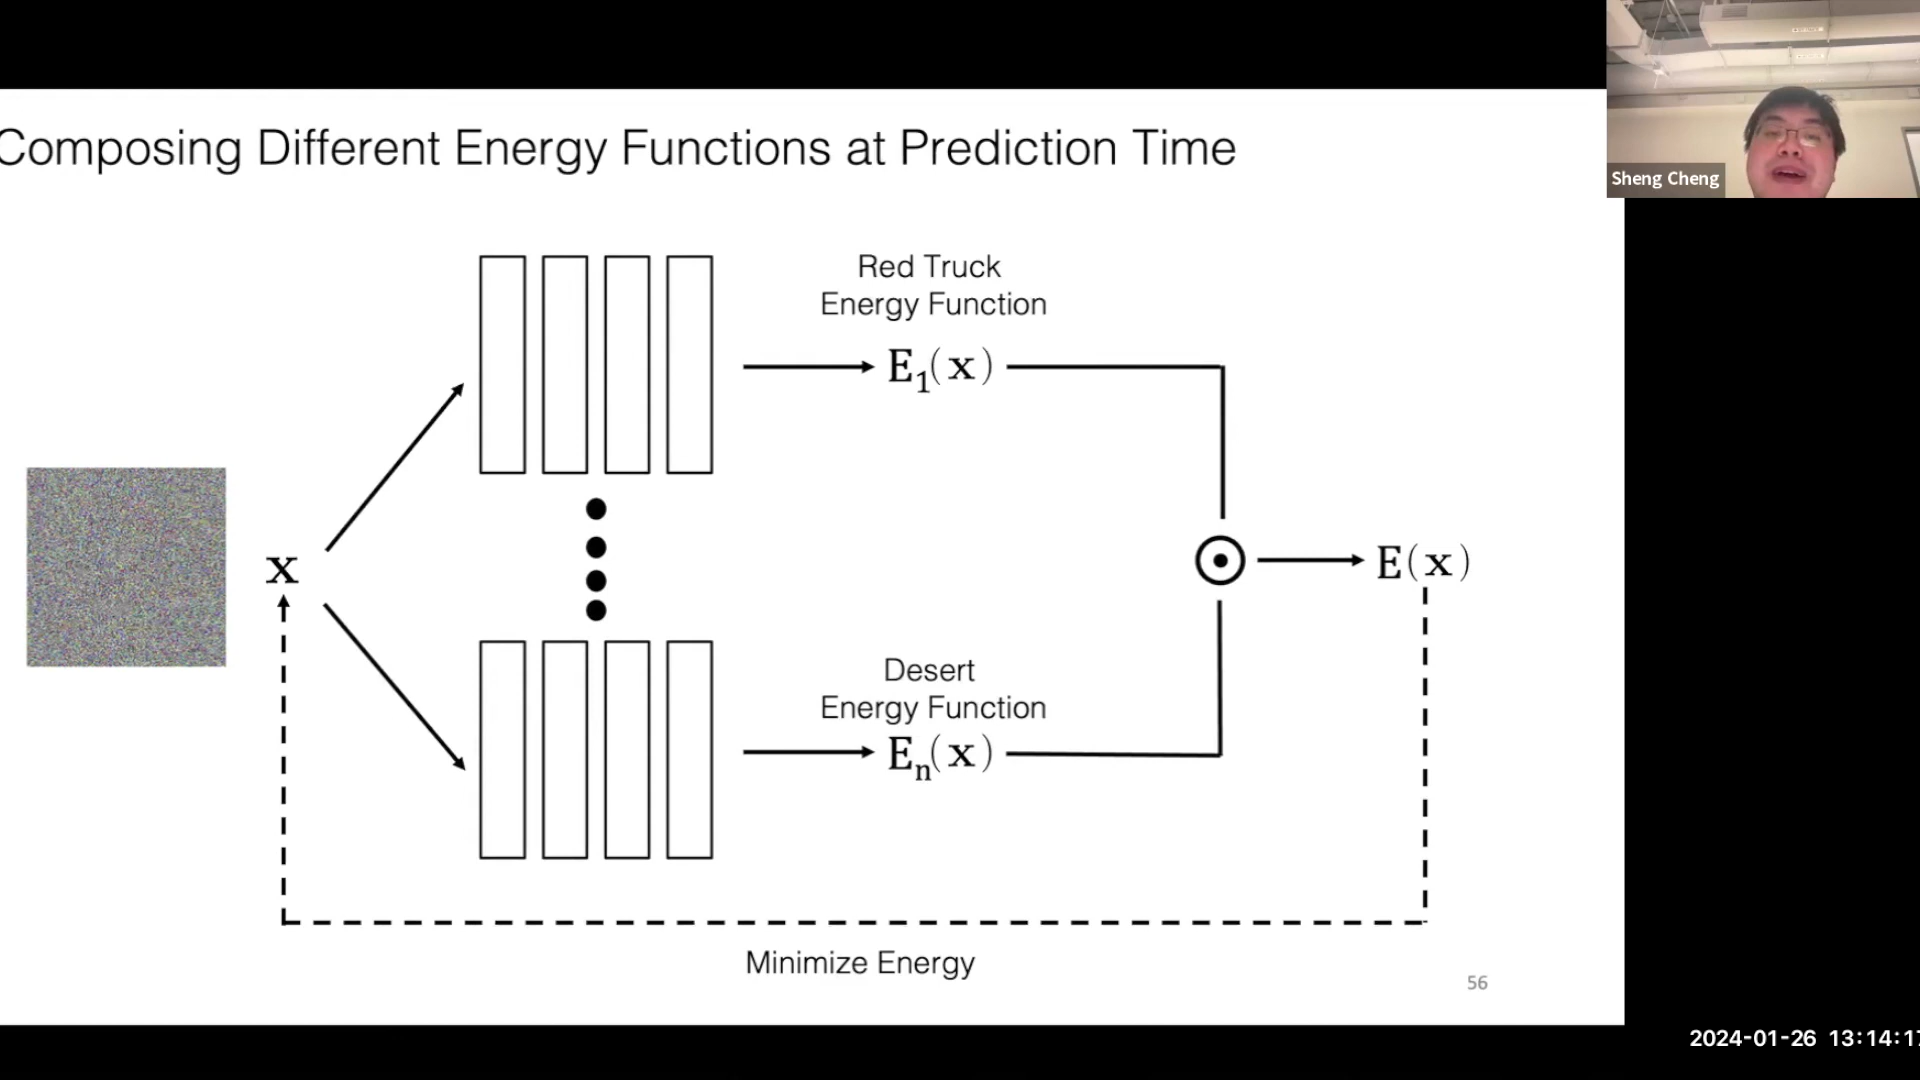 Composing Different Energy Functions at Prediction Time
Sheng Cheng
Red Truck
Energy Function
E₁(x)
x
E(x)
Desert
Energy Function
Eₙ(x)
Minimize Energy
56
2024-01-26 13:14:17